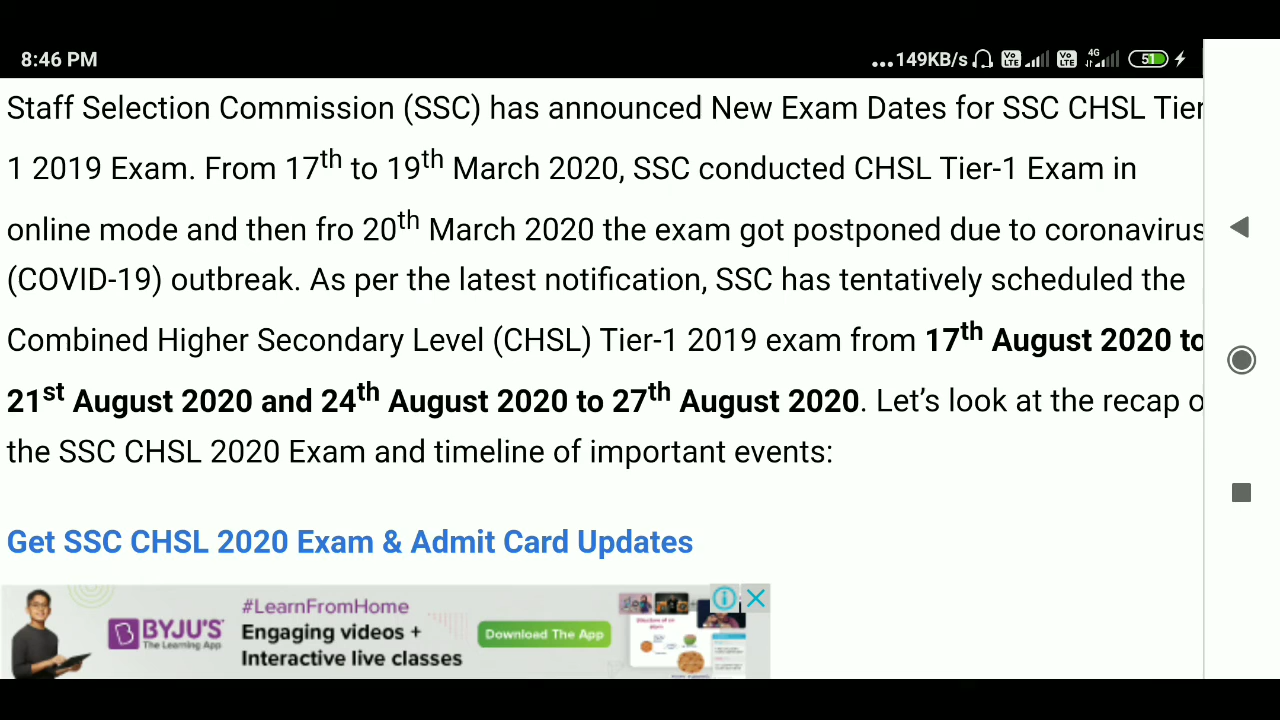 8:46 PM
...149KB/s Vo LTE Vo LTE 4G 51
Staff Selection Commission (SSC) has announced New Exam Dates for SSC CHSL Tier
1 2019 Exam. From 17th to 19th March 2020, SSC conducted CHSL Tier-1 Exam in
online mode and then fro 20th March 2020 the exam got postponed due to coronavirus
(COVID-19) outbreak. As per the latest notification, SSC has tentatively scheduled the
Combined Higher Secondary Level (CHSL) Tier-1 2019 exam from 17th August 2020 to
21st August 2020 and 24th August 2020 to 27th August 2020. Let's look at the recap o
the SSC CHSL 2020 Exam and timeline of important events:
Get SSC CHSL 2020 Exam & Admit Card Updates
#LearnFromHome
BYJU'S
The Learning App
Engaging videos +
Interactive live classes
Download The App